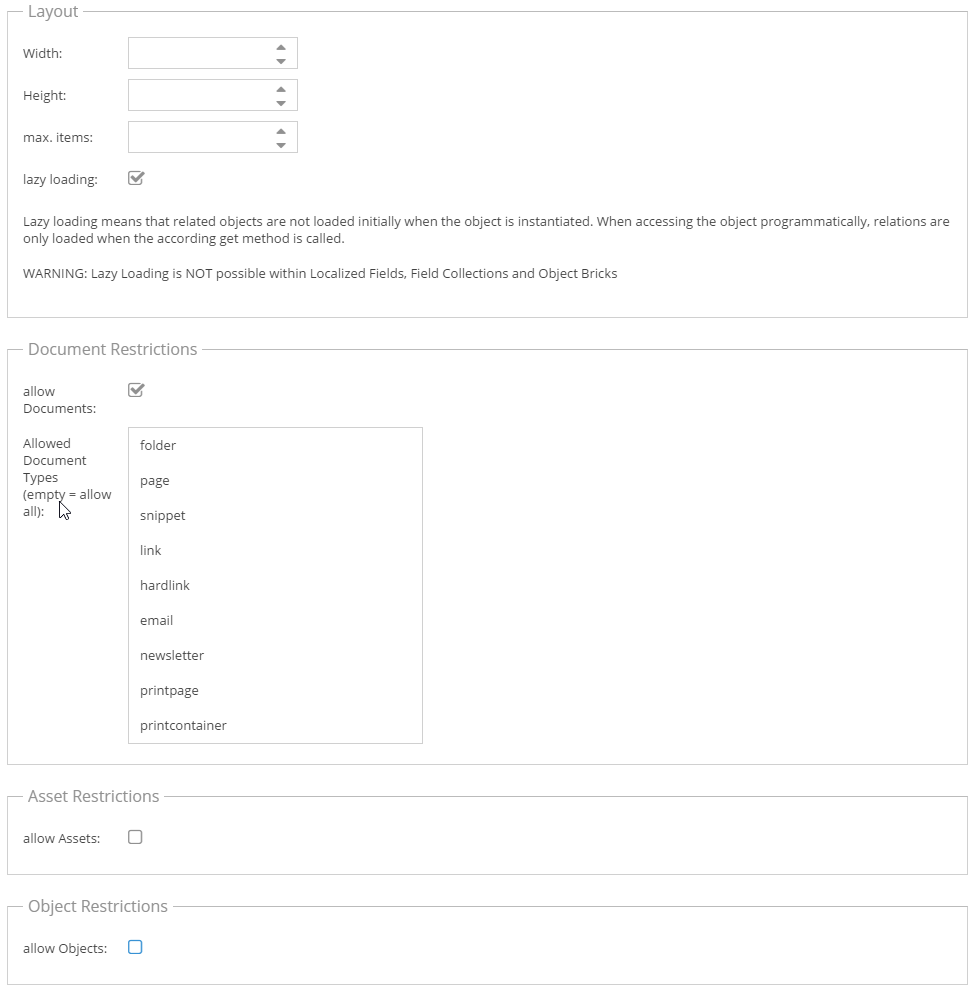 Layout
Width:
Height:
max. items:
lazy loading:
Lazy loading means that related objects are not loaded initially when the object is instantiated. When accessing the object programmatically, relations are
only loaded when the according get method is called.
WARNING: Lazy Loading is NOT possible within Localized Fields, Field Collections and Object Bricks
Document Restrictions
allow
Documents:
Allowed
Document
Types
(empty = allow
all):
folder
page
snippet
link
hardlink
email
newsletter
printpage
printcontainer
Asset Restrictions
allow Assets:
Object Restrictions
allow Objects: